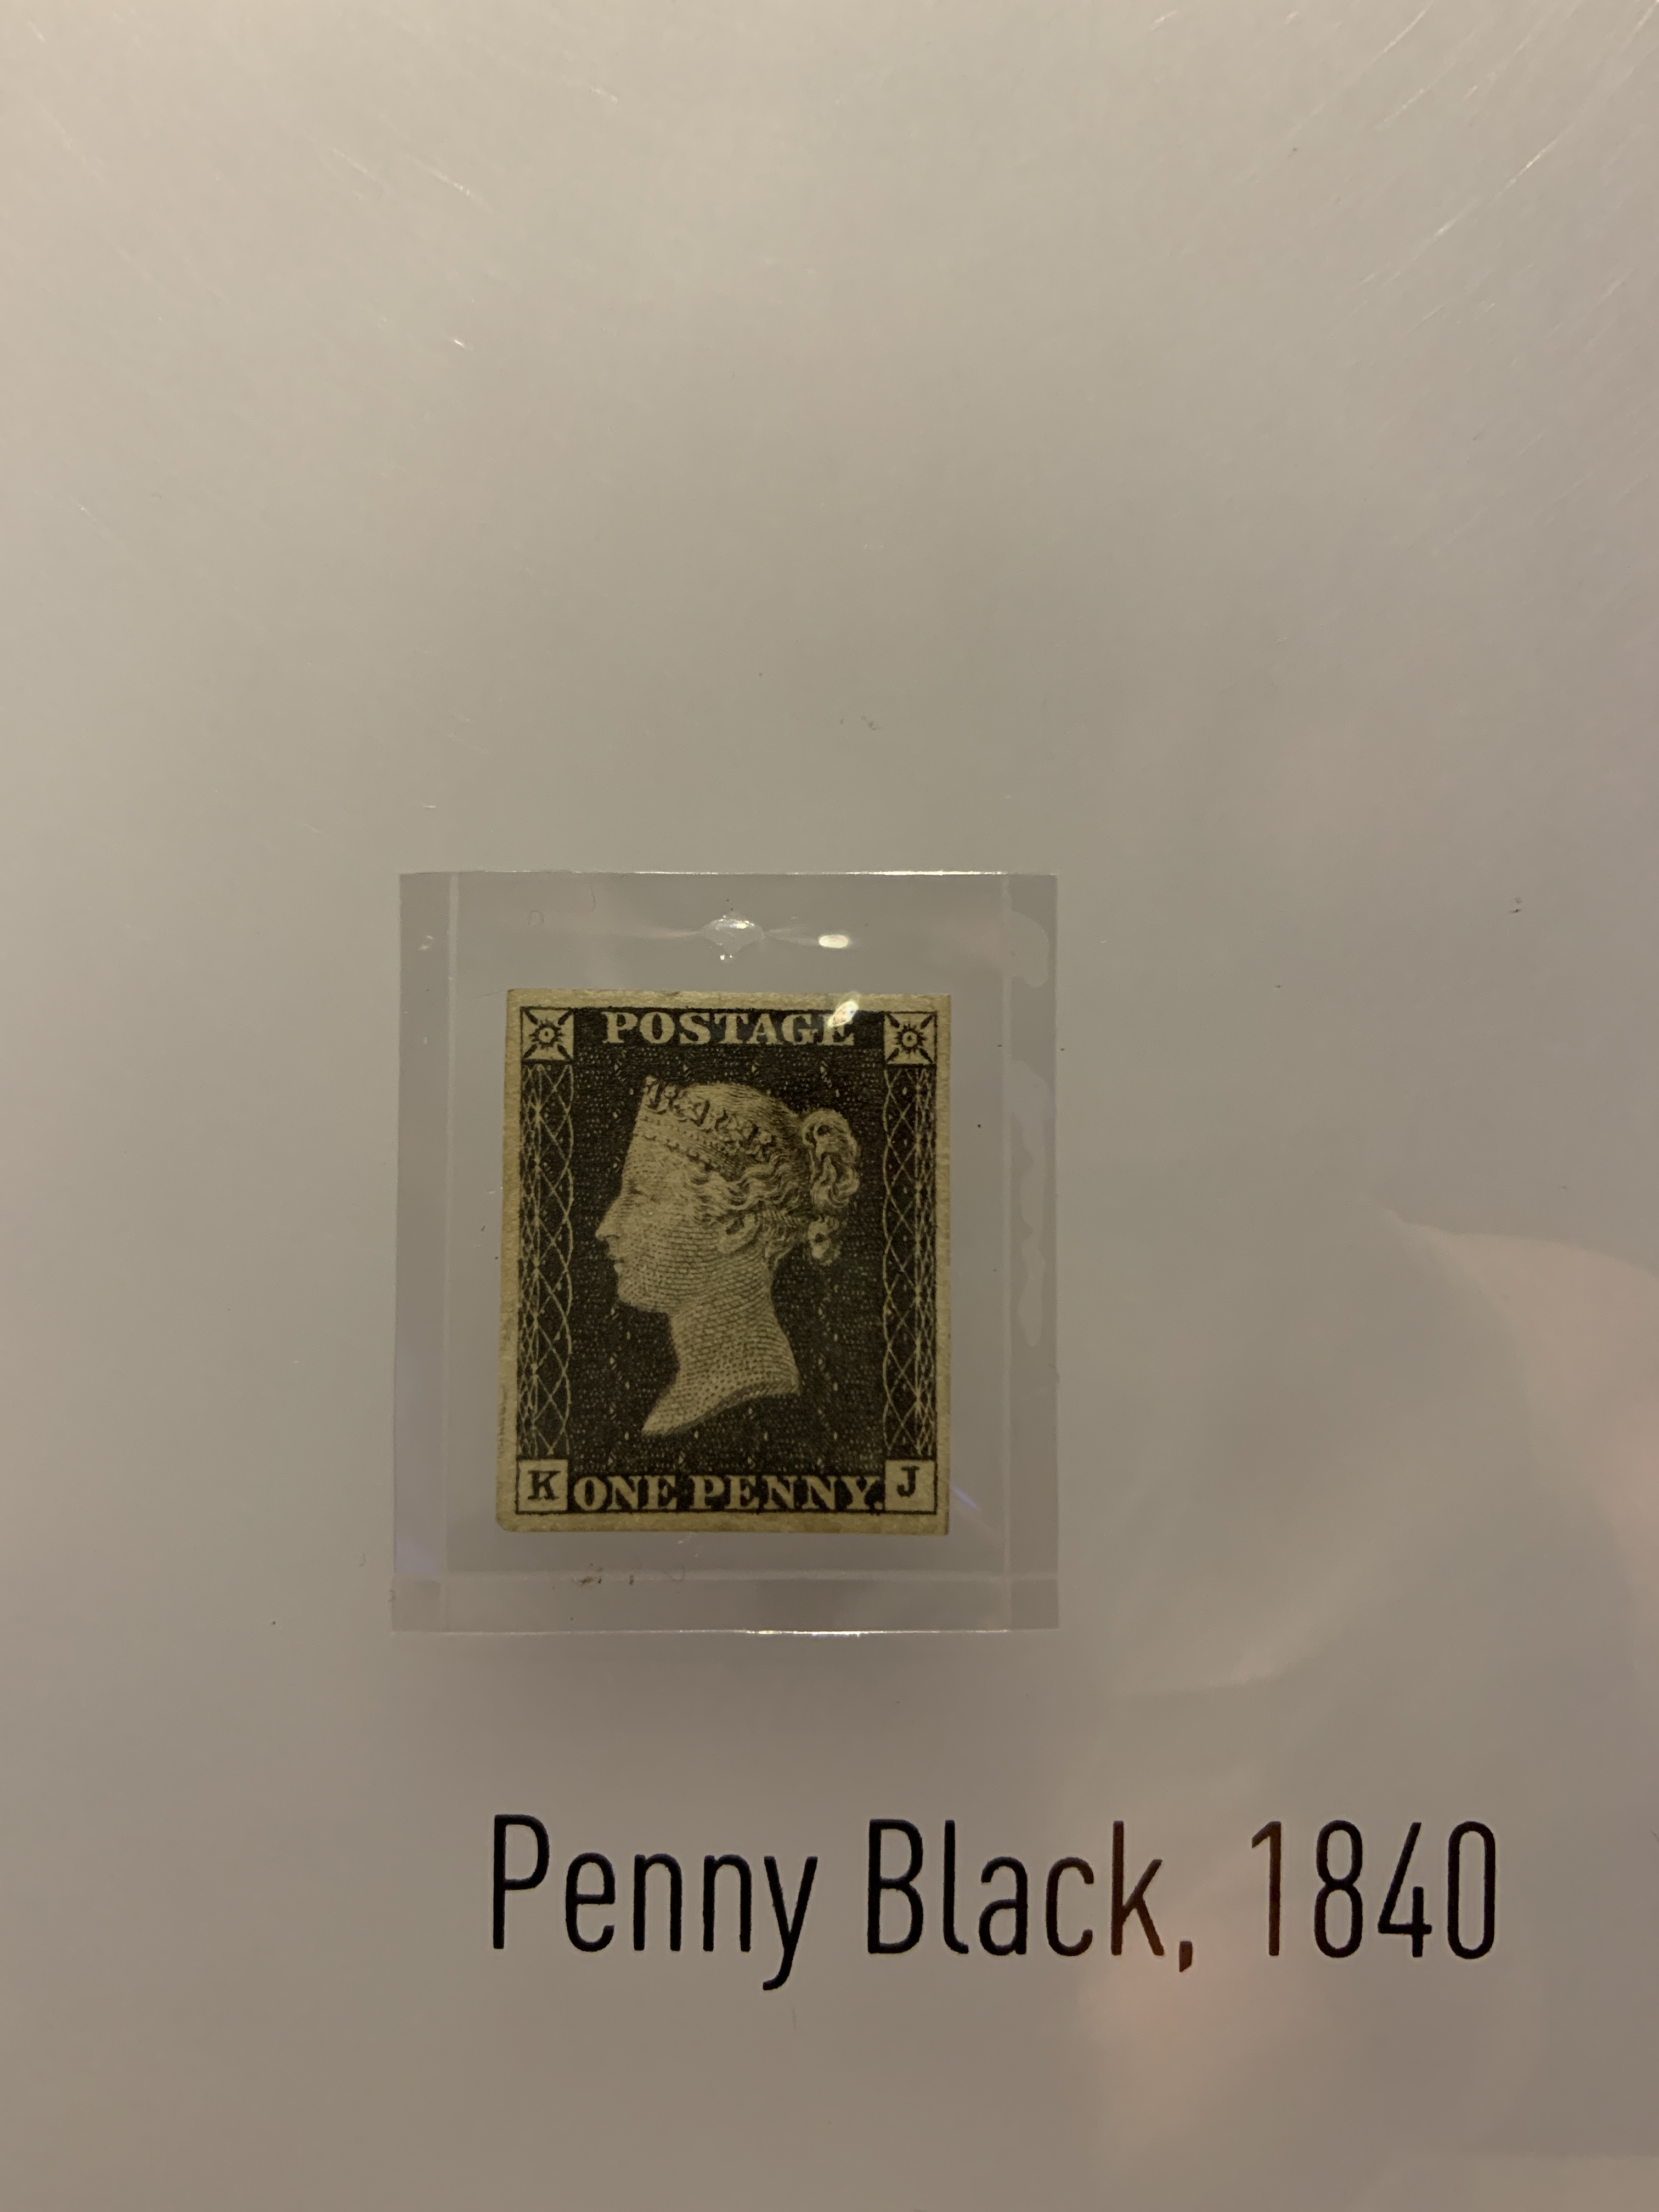 POSTAGE
K ONE PENNY. J
Penny Black, 1840